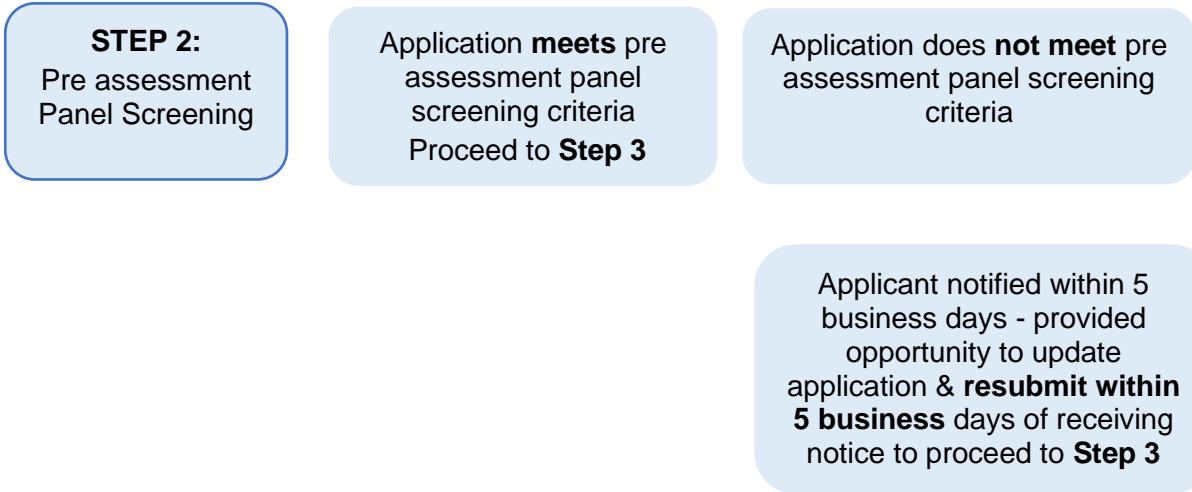 STEP 2:
Pre assessment
Panel Screening
Application meets pre
assessment panel
screening criteria
Proceed to Step 3
Application does not meet pre
assessment panel screening
criteria
Applicant notified within 5
business days - provided
opportunity to update
application & resubmit within
5 business days of receiving
notice to proceed to Step 3